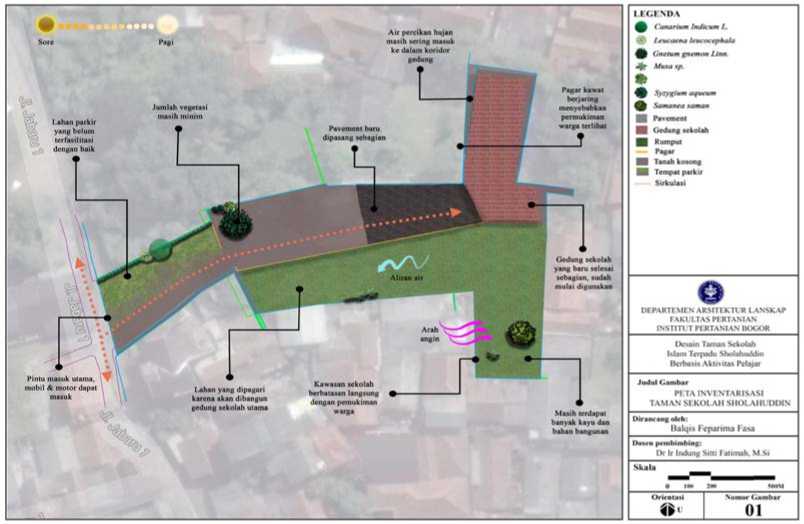 Sore
Pagi
Jl. Jabaru 1
Lahan parkir
yang belum
terfasilitasi
dengan baik
Jumlah vegetasi
masih minim
Pavement baru
dipasang sebagian
Air percikan hujan
masih sering masuk
ke dalam koridor
gedung
Pagar kawat
berjaring
menyebabkan
permukiman
warga terlihat
Aliran air
Arah
angin
Gedung sekolah
yang baru selesai
sebagian, sudah
mulai digunakan
Pintu masuk utama,
mobil & motor dapat
masuk
Jl. Jabaru 1
Lahan yang dipagari
karena akan dibangun
gedung sekolah utama
Kawasan sekolah
berbatasan langsung
dengan pemukiman
warga
Masih terdapat
banyak kayu dan
bahan bangunan
LEGENDA
Canarium Indicum L.
Leucaena leucocephala
Gnetum gnemon Linn.
Musa sp.
Syzygium aqueum
Samanea saman
Pavement
Gedung sekolah
Rumput
Pagar
Tanah kosong
Tempat parkir
Sirkulasi
DEPARTEMEN ARSITEKTUR LANSKAP
FAKULTAS PERTANIAN
INSTITUT PERTANIAN BOGOR
Desain Taman Sekolah
Islam Terpadu Sholahuddin
Berbasis Aktivitas Pelajar
Judul Gambar
PETA INVENTARISASI
TAMAN SEKOLAH SHOLAHUDDIN
Dirancang oleh:
Balqis Feparima Fasa
Dosen pembimbing:
Dr Ir Indung Sitti Fatimah, M.Si
Skala
0 100 200 500M
Orientasi
U
Nomor Gambar
01